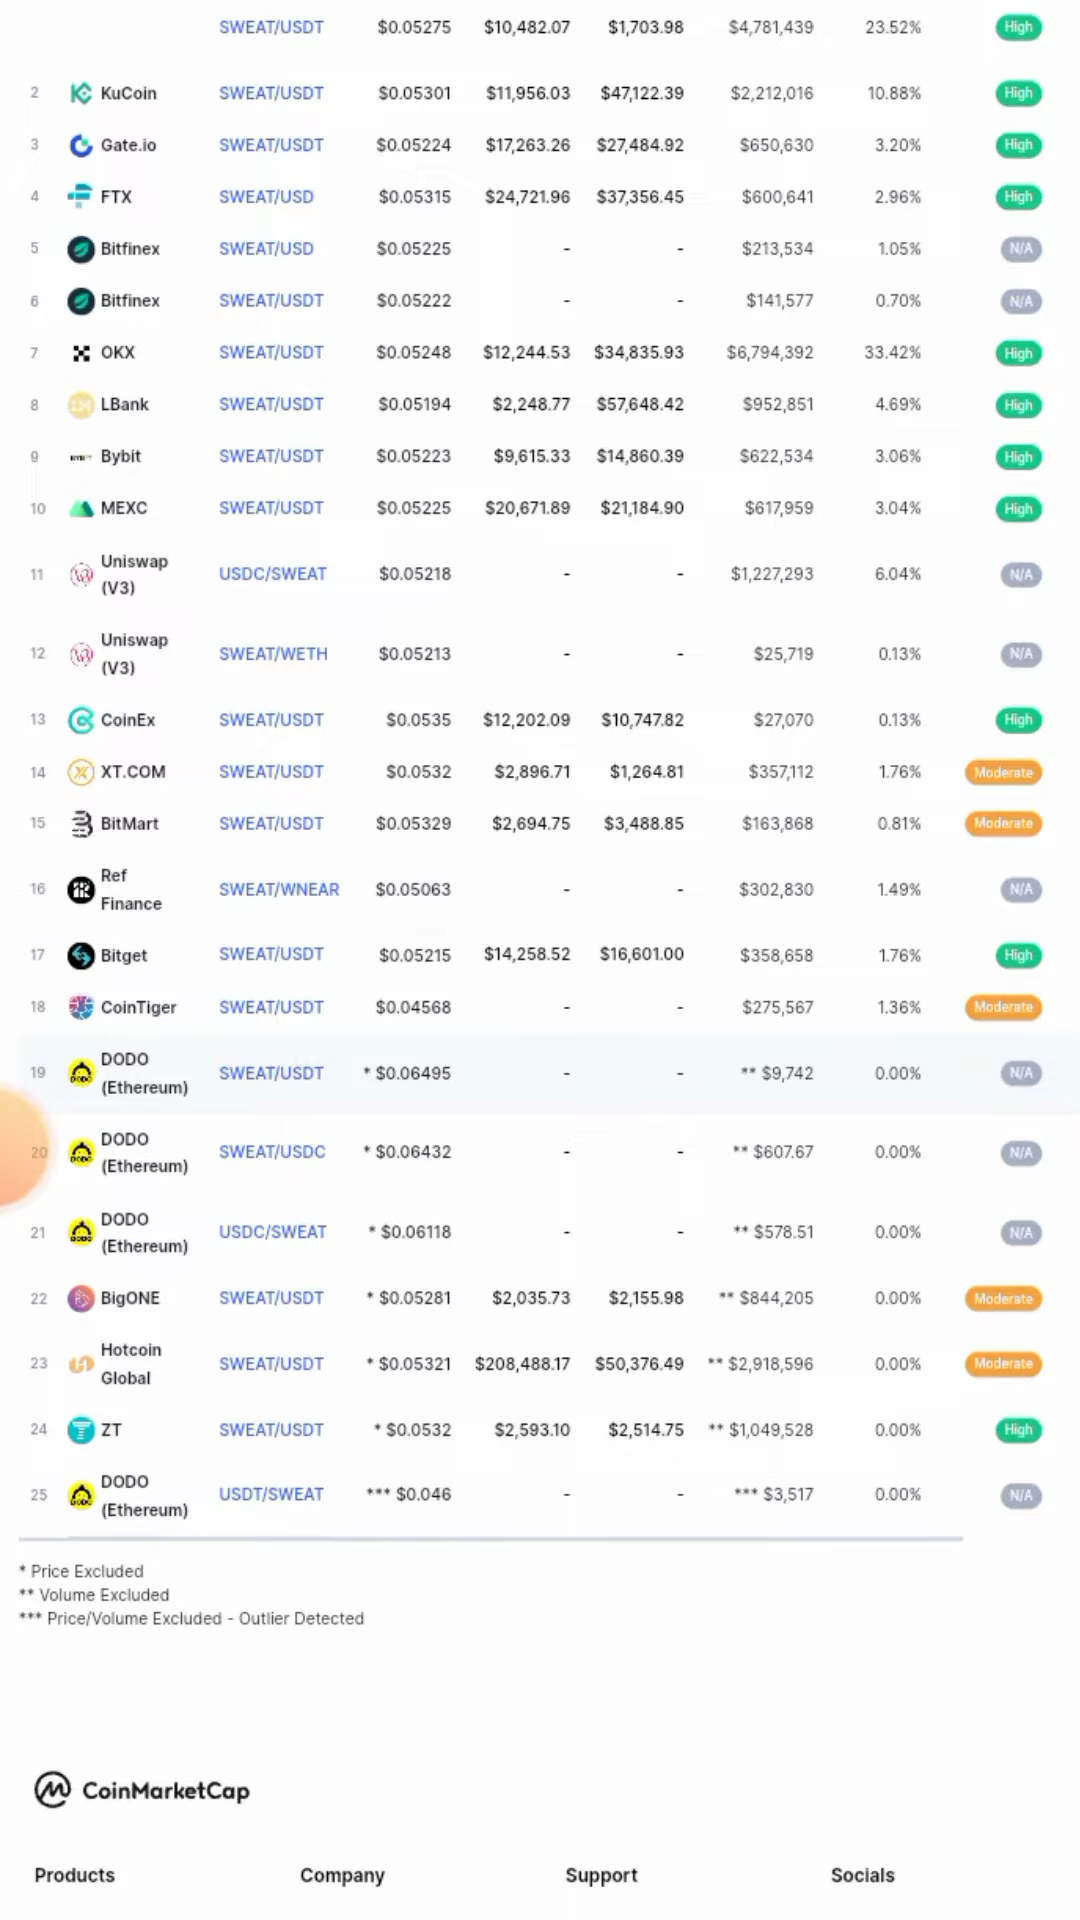 SWEAT/USDT $0.05275 $10,482.07 $1,703.98 $4,781,439 23.52% High
2 KuCoin SWEAT/USDT $0.05301 $11,956.03 $47,122.39 $2,212,016 10.88% High
3 Gate.io SWEAT/USDT $0.05224 $17,263.26 $27,484.92 $650,630 3.20% High
4 FTX SWEAT/USD $0.05315 $24,721.96 $37,356.45 $600,641 2.96% High
5 Bitfinex SWEAT/USD $0.05225 - - $213,534 1.05% N/A
6 Bitfinex SWEAT/USDT $0.05222 - - $141,577 0.70% N/A
7 OKX SWEAT/USDT $0.05248 $12,244.53 $34,835.93 $6,794,392 33.42% High
8 LBank SWEAT/USDT $0.05194 $2,248.77 $57,648.42 $952,851 4.69% High
9 Bybit SWEAT/USDT $0.05223 $9,615.33 $14,860.39 $622,534 3.06% High
10 MEXC SWEAT/USDT $0.05225 $20,671.89 $21,184.90 $617,959 3.04% High
11 Uniswap (V3) USDC/SWEAT $0.05218 - - $1,227,293 6.04% N/A
12 Uniswap (V3) SWEAT/WETH $0.05213 - - $25,719 0.13% N/A
13 CoinEx SWEAT/USDT $0.0535 $12,202.09 $10,747.82 $27,070 0.13% High
14 XT.COM SWEAT/USDT $0.0532 $2,896.71 $1,264.81 $357,112 1.76% Moderate
15 BitMart SWEAT/USDT $0.05329 $2,694.75 $3,488.85 $163,868 0.81% Moderate
16 Ref Finance SWEAT/WNEAR $0.05063 - - $302,830 1.49% N/A
17 Bitget SWEAT/USDT $0.05215 $14,258.52 $16,601.00 $358,658 1.76% High
18 CoinTiger SWEAT/USDT $0.04568 - - $275,567 1.36% Moderate
19 DODO (Ethereum) SWEAT/USDT * $0.06495 - - ** $9,742 0.00% N/A
20 DODO (Ethereum) SWEAT/USDC * $0.06432 - - ** $607.67 0.00% N/A
21 DODO (Ethereum) USDC/SWEAT * $0.06118 - - ** $578.51 0.00% N/A
22 BigONE SWEAT/USDT * $0.05281 $2,035.73 $2,155.98 ** $844,205 0.00% Moderate
23 Hotcoin Global SWEAT/USDT * $0.05321 $208,488.17 $50,376.49 ** $2,918,596 0.00% Moderate
24 ZT SWEAT/USDT * $0.0532 $2,593.10 $2,514.75 ** $1,049,528 0.00% High
25 DODO (Ethereum) USDT/SWEAT *** $0.046 - - *** $3,517 0.00% N/A
* Price Excluded
** Volume Excluded
*** Price/Volume Excluded - Outlier Detected
CoinMarketCap
Products Company Support Socials